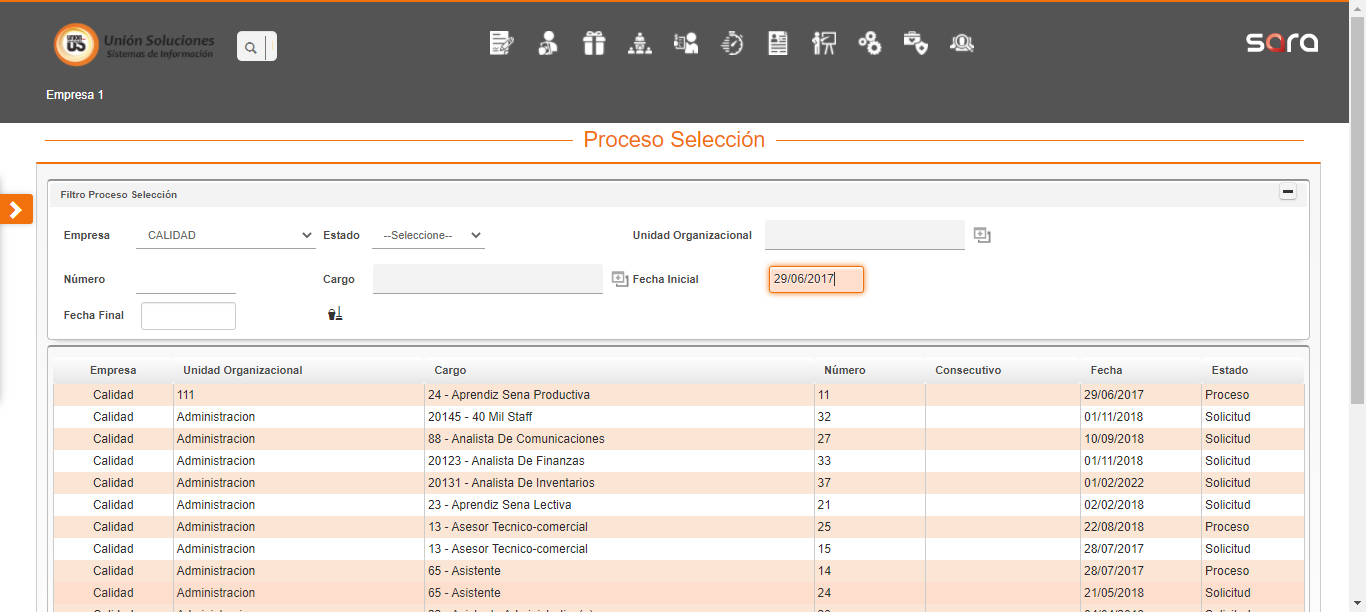 UNION
US
Unión Soluciones
Sistemas de Información
sara
Empresa 1
Proceso Selección
Filtro Proceso Selección
Empresa CALIDAD Estado --Seleccione-- Unidad Organizacional
Número Cargo Fecha Inicial 29/06/2017
Fecha Final
Empresa Unidad Organizacional Cargo Número Consecutivo Fecha Estado
Calidad 111 24 - Aprendiz Sena Productiva 11 29/06/2017 Proceso
Calidad Administracion 20145 - 40 Mil Staff 32 01/11/2018 Solicitud
Calidad Administracion 88 - Analista De Comunicaciones 27 10/09/2018 Solicitud
Calidad Administracion 20123 - Analista De Finanzas 33 01/11/2018 Solicitud
Calidad Administracion 20131 - Analista De Inventarios 37 01/02/2022 Solicitud
Calidad Administracion 23 - Aprendiz Sena Lectiva 21 02/02/2018 Solicitud
Calidad Administracion 13 - Asesor Tecnico-comercial 25 22/08/2018 Proceso
Calidad Administracion 13 - Asesor Tecnico-comercial 15 28/07/2017 Solicitud
Calidad Administracion 65 - Asistente 14 28/07/2017 Proceso
Calidad Administracion 65 - Asistente 24 21/05/2018 Solicitud